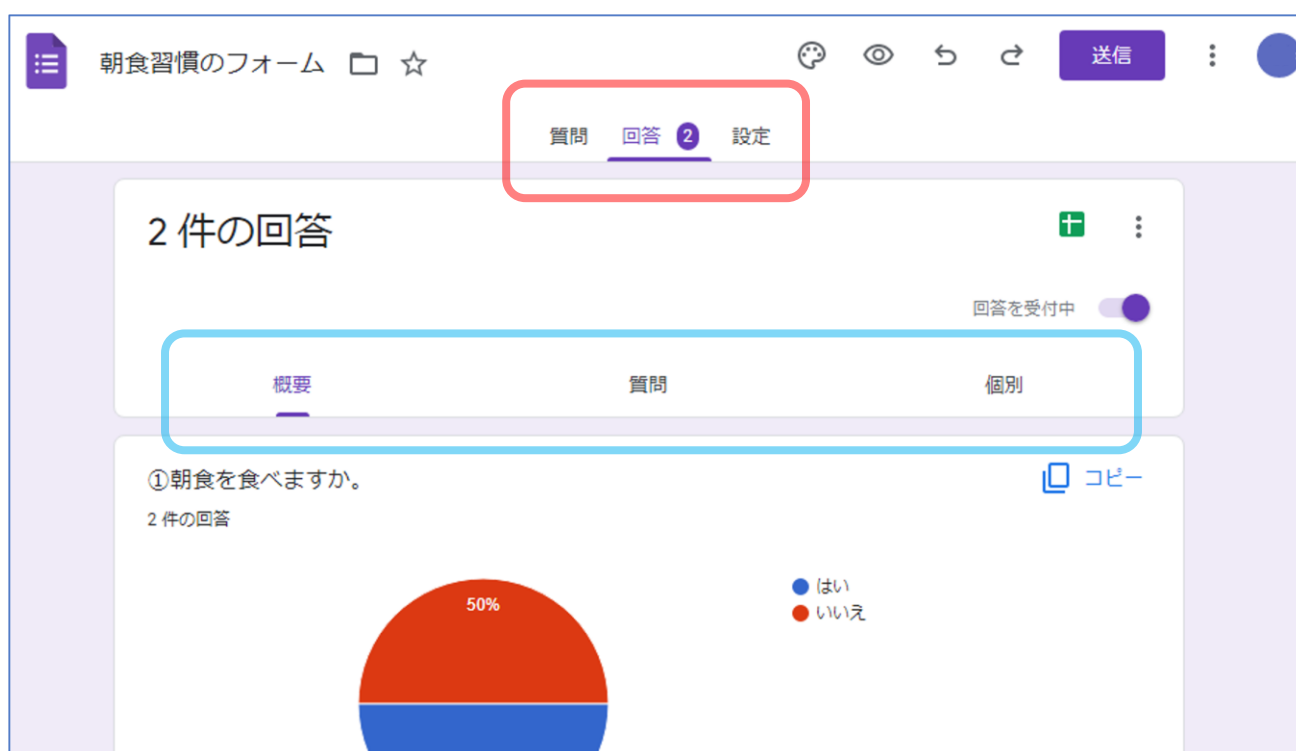 朝食習慣のフォーム
送信
質問 回答 2 設定
2 件の回答
回答を受付中
概要 質問 個別
①朝食を食べますか。
コピー
2 件の回答
50%
はい
いいえ